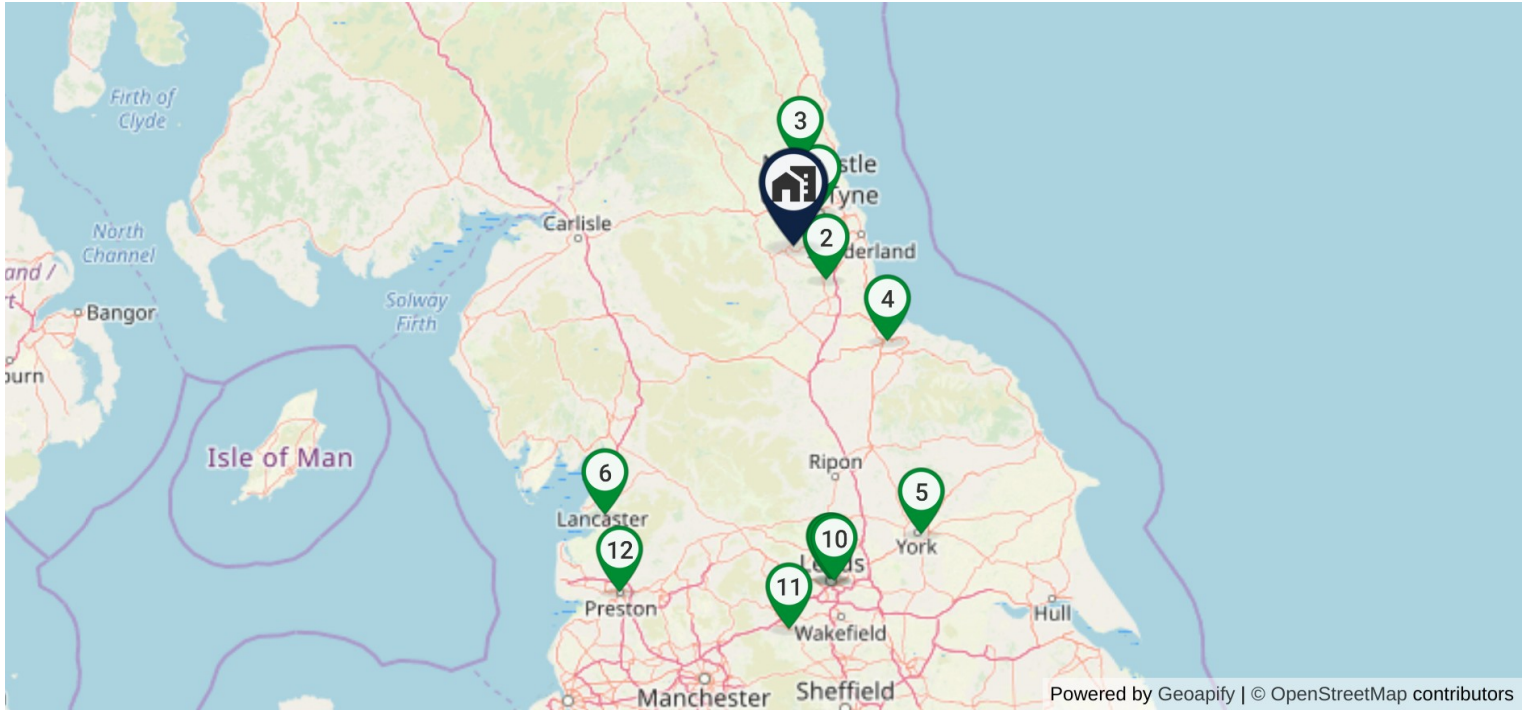 Firth of
Clyde
3
stle
Tyne
Carlisle
North
Channel
2
derland
and /
Solway
Firth
4
Bangor
ourn
Isle of Man
Ripon
6
5
Lancaster
10
York
12
11
Preston
Hull
Wakefield
Manchester
Sheffield
Powered by Geoapify | © OpenStreetMap contributors